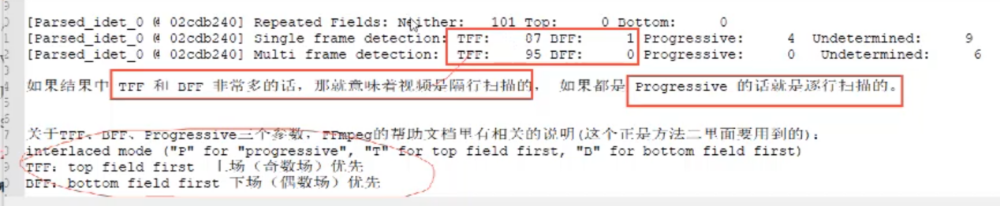 [Parsed_idet_0 @ 02cdb240] Repeated Fields: Neither: 101 Top: 0 Bottom: 0
[Parsed_idet_0 @ 02cdb240] Single frame detection: TFF: 87 BFF: 1 Progressive: 4 Undetermined: 9
[Parsed_idet_0 @ 02cdb240] Multi frame detection: TFF: 95 BFF: 0 Progressive: 0 Undetermined: 6
如果结果中 TFF 和 BFF 非常多的话，那就意味着视频是隔行扫描的， 如果都是 Progressive 的话就是逐行扫描的。
关于TFF、BFF、Progressive三个参数，FFmpeg的帮助文档里有相关的说明(这个正是方法二里面要用到的)：
interlaced mode ("P" for "progressive", "T" for top field first, "B" for bottom field first)
TFF：top field first 上场（奇数场）优先
BFF：bottom field first 下场（偶数场）优先